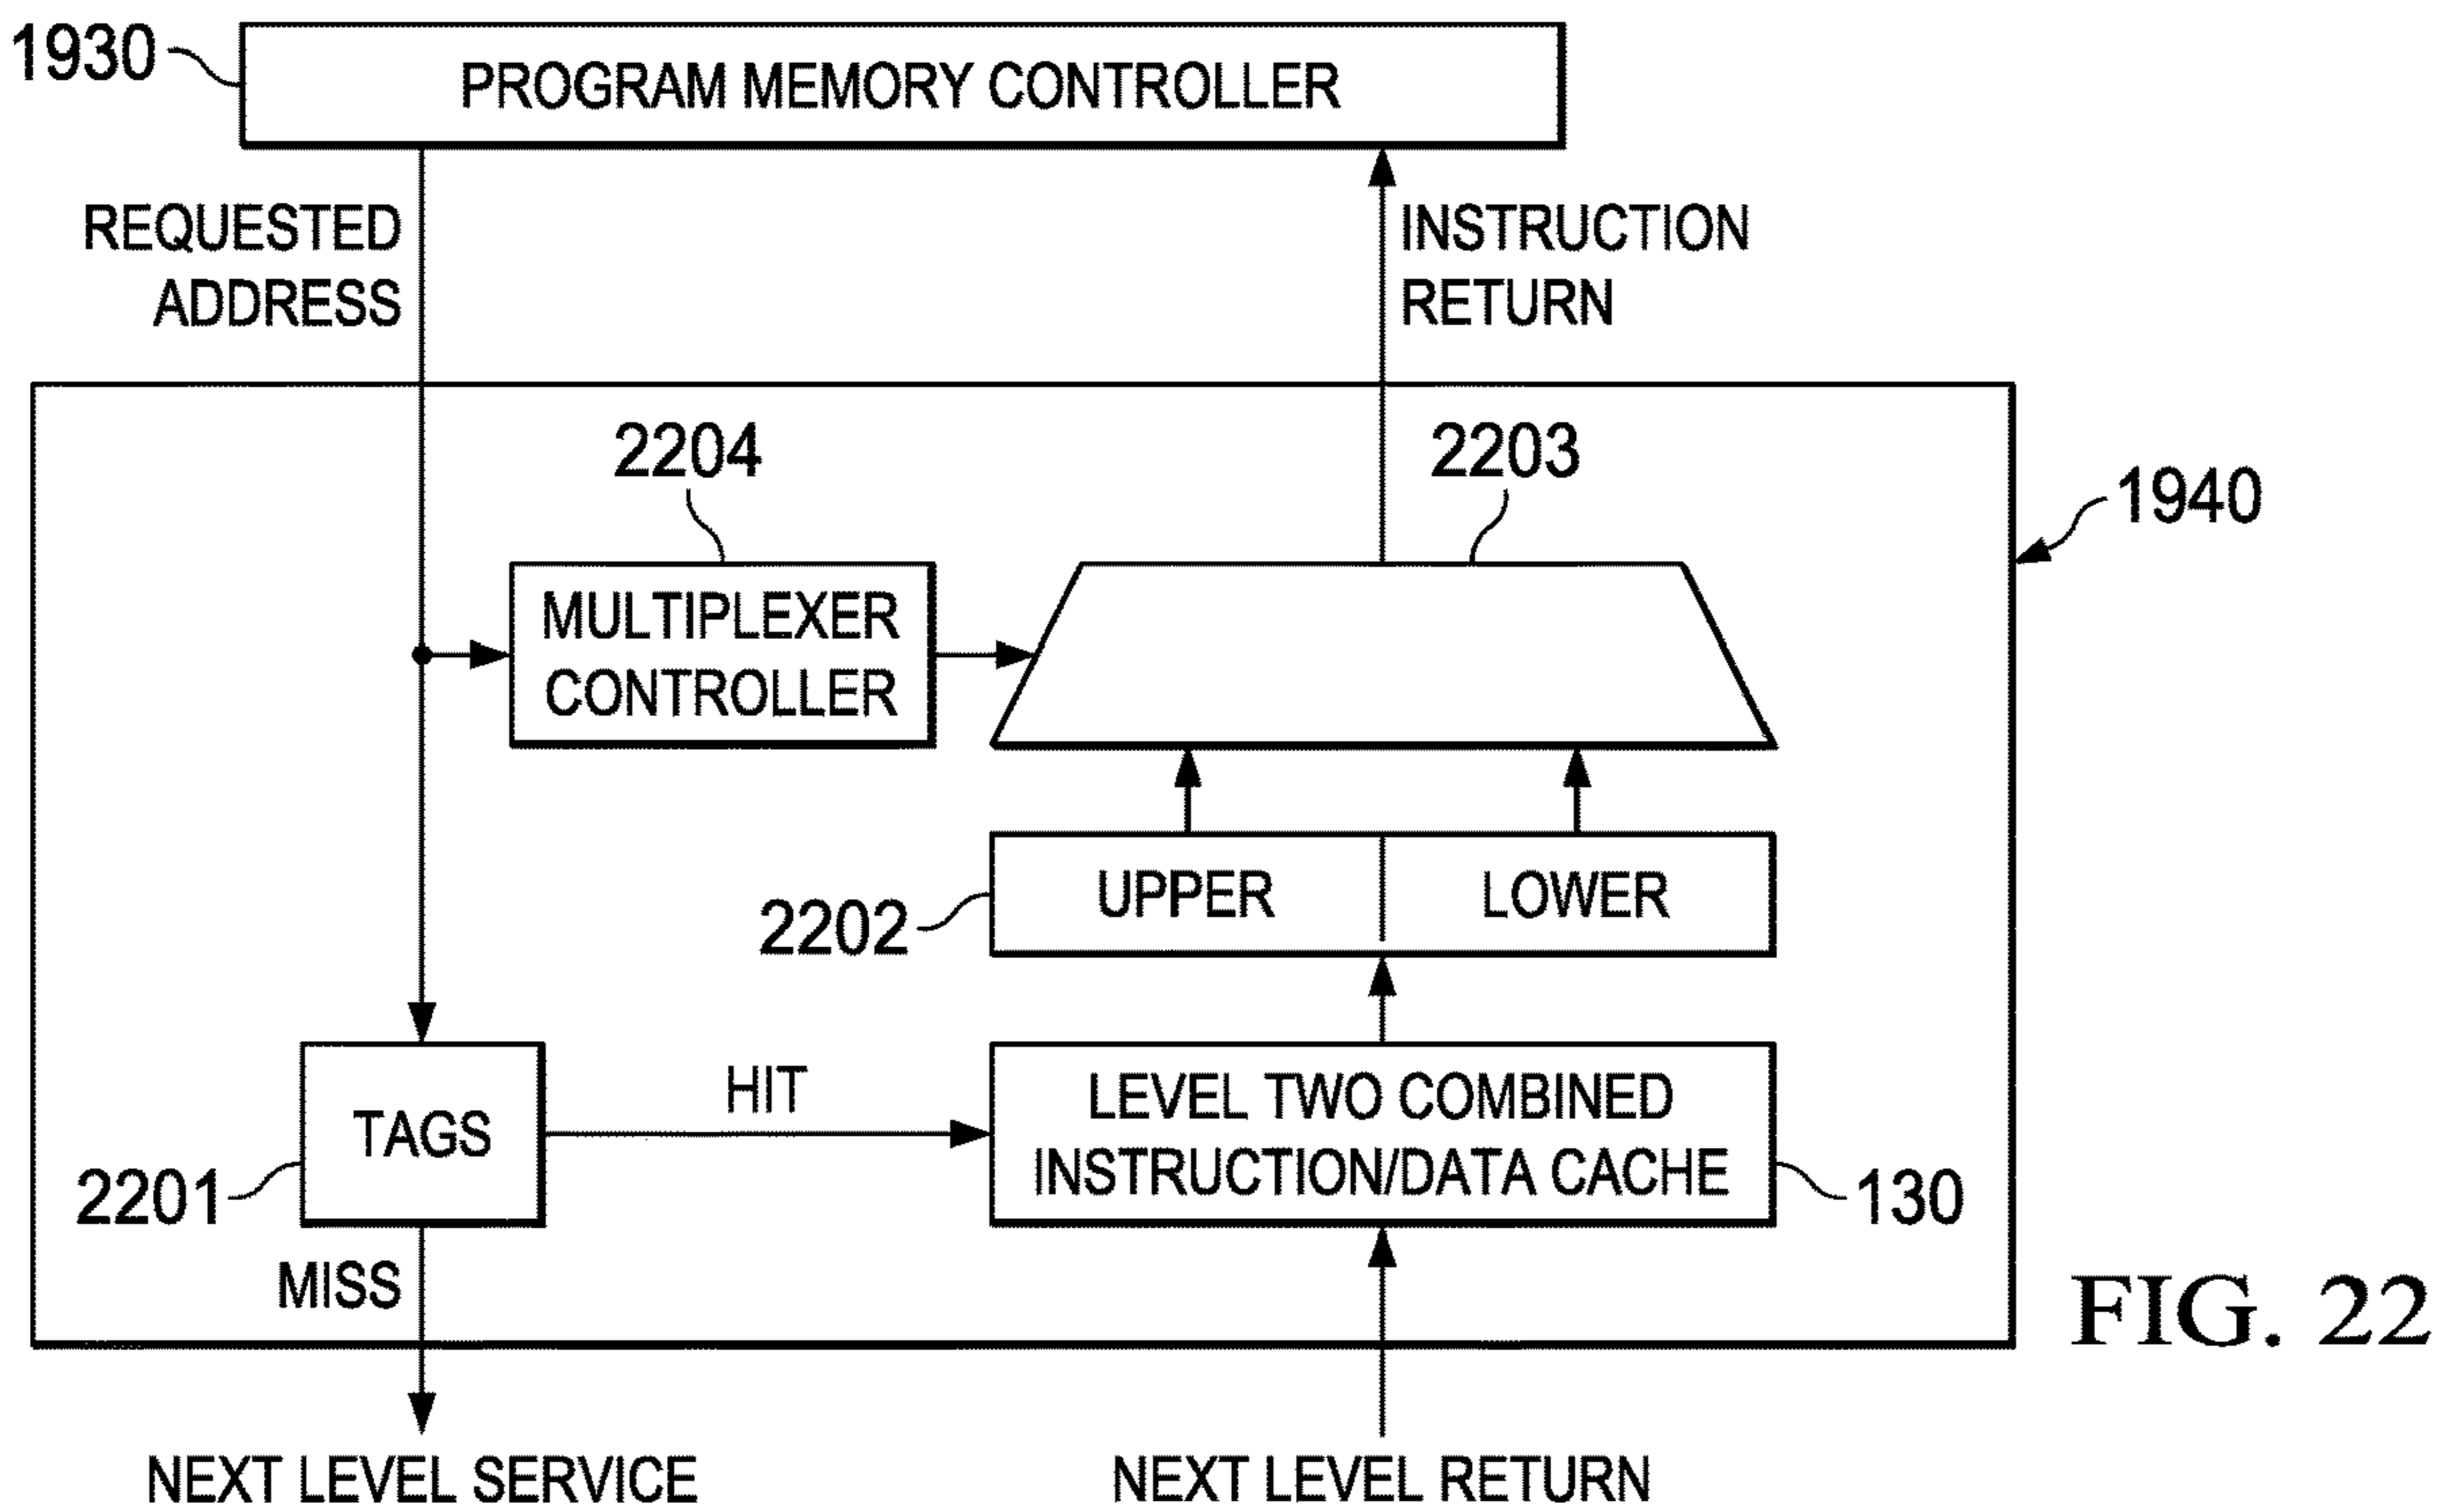 1930
PROGRAM MEMORY CONTROLLER
REQUESTED
ADDRESS
INSTRUCTION
RETURN
2204
2203
1940
MULTIPLEXER
CONTROLLER
2202
UPPER
LOWER
TAGS
HIT
LEVEL TWO COMBINED
INSTRUCTION/DATA CACHE
2201
130
MISS
NEXT LEVEL SERVICE
NEXT LEVEL RETURN
FIG. 22